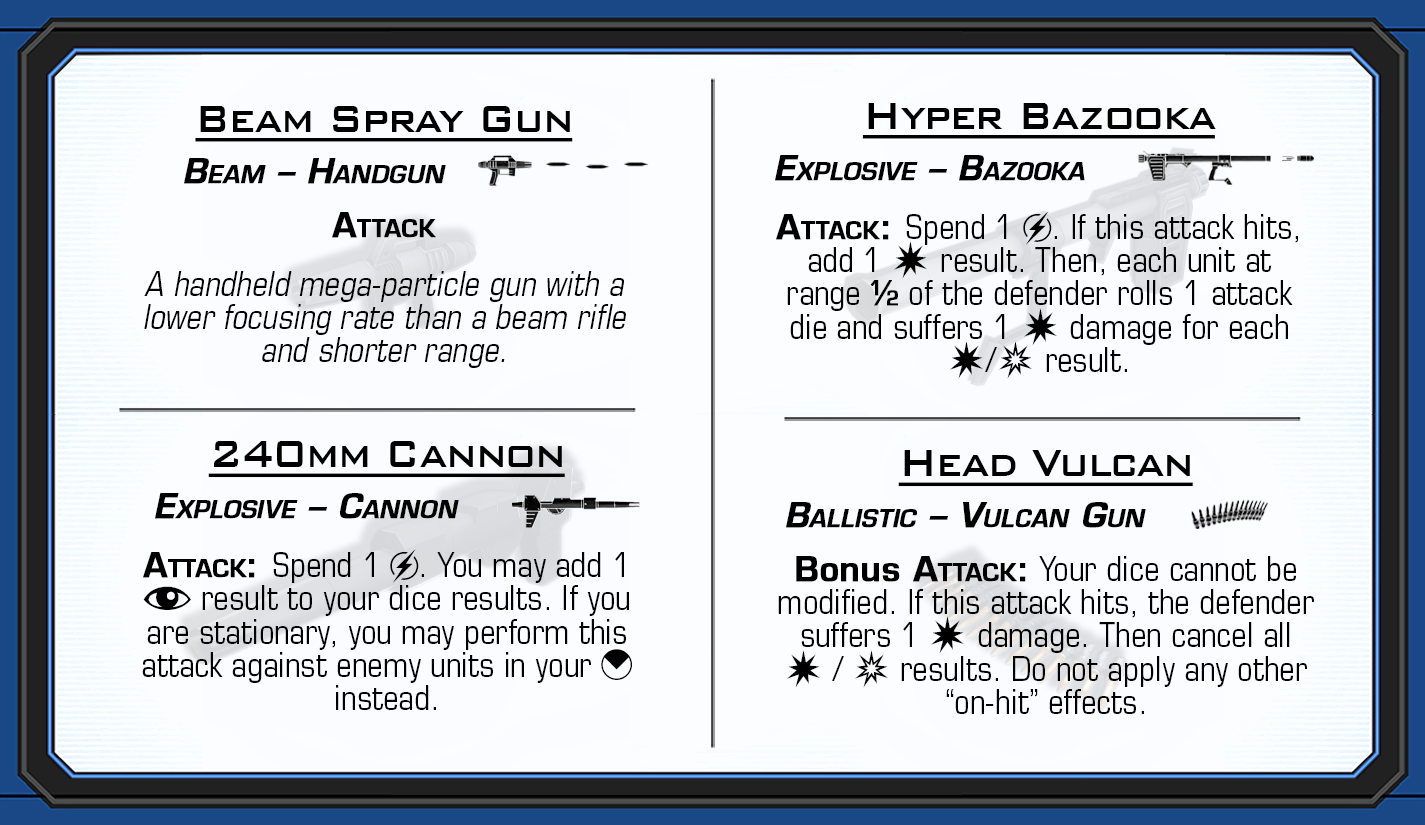 Beam Spray Gun
Beam – Handgun
Attack
A handheld mega-particle gun with a
lower focusing rate than a beam rifle
and shorter range.
240mm Cannon
Explosive – Cannon
Attack: Spend 1 . You may add 1
result to your dice results. If you
are stationary, you may perform this
attack against enemy units in your
instead.
Hyper Bazooka
Explosive – Bazooka
Attack: Spend 1 . If this attack hits,
add 1 result. Then, each unit at
range ½ of the defender rolls 1 attack
die and suffers 1 damage for each
/ result.
Head Vulcan
Ballistic – Vulcan Gun
Bonus Attack: Your dice cannot be
modified. If this attack hits, the defender
suffers 1 damage. Then cancel all
/ results. Do not apply any other
“on-hit” effects.